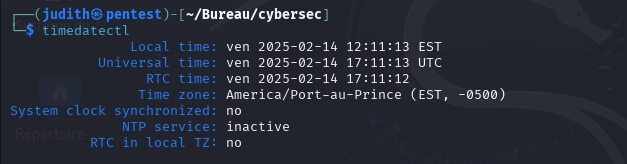 ┌──(judith㉿pentest)-[~/Bureau/cybersec]
└─$ timedatectl
Local time: ven 2025-02-14 12:11:13 EST
Universal time: ven 2025-02-14 17:11:13 UTC
RTC time: ven 2025-02-14 17:11:12
Time zone: America/Port-au-Prince (EST, -0500)
System clock synchronized: no
NTP service: inactive
RTC in local TZ: no
Répertoire